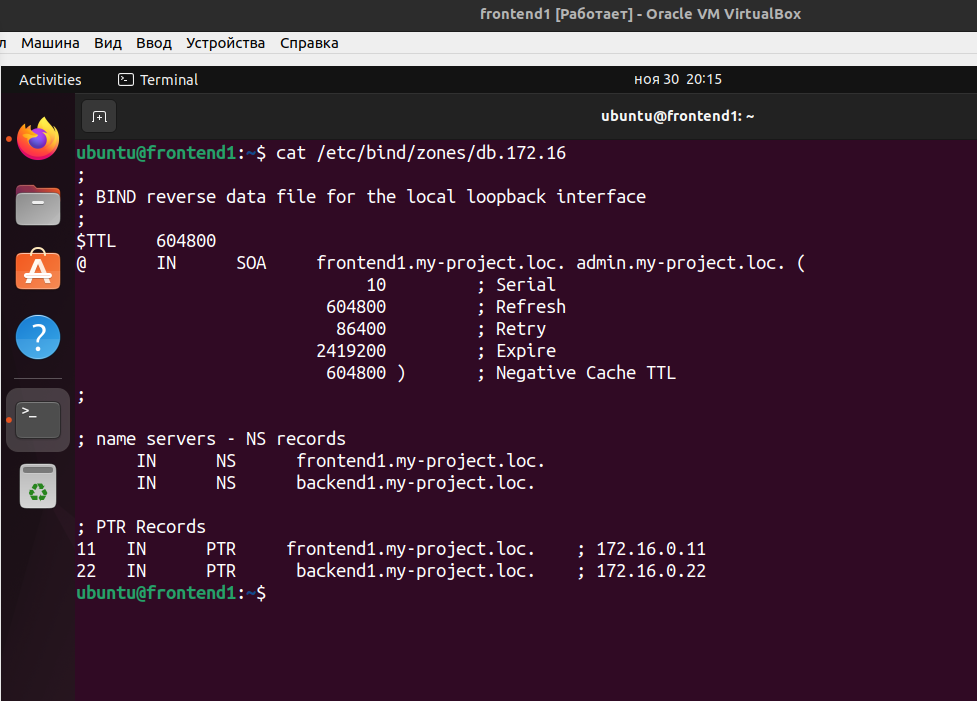 frontend1 [Работает] - Oracle VM VirtualBox
л Машина Вид Ввод Устройства Справка
Activities Terminal ноя 30 20:15
ubuntu@frontend1: ~
ubuntu@frontend1:~$ cat /etc/bind/zones/db.172.16
;
; BIND reverse data file for the local loopback interface
;
$TTL 604800
@ IN SOA frontend1.my-project.loc. admin.my-project.loc. (
10 ; Serial
604800 ; Refresh
86400 ; Retry
2419200 ; Expire
604800 ) ; Negative Cache TTL
;
; name servers - NS records
IN NS frontend1.my-project.loc.
IN NS backend1.my-project.loc.
; PTR Records
11 IN PTR frontend1.my-project.loc. ; 172.16.0.11
22 IN PTR backend1.my-project.loc. ; 172.16.0.22
ubuntu@frontend1:~$